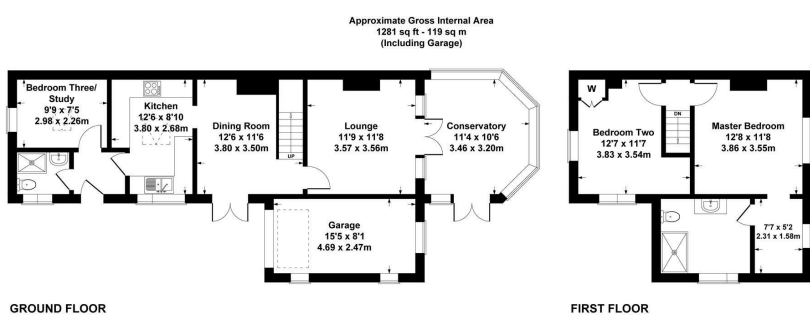 Approximate Gross Internal Area
1281 sq ft - 119 sq m
(Including Garage)
Bedroom Three/
Study
9'9 x 7'5
2.98 x 2.26m
Kitchen
12'6 x 8'10
3.80 x 2.68m
Dining Room
12'6 x 11'6
3.80 x 3.50m
UP
Lounge
11'9 x 11'8
3.57 x 3.56m
Conservatory
11'4 x 10'6
3.46 x 3.20m
Garage
15'5 x 8'1
4.69 x 2.47m
W
Bedroom Two
12'7 x 11'7
3.83 x 3.54m
DN
Master Bedroom
12'8 x 11'8
3.86 x 3.55m
7'7 x 5'2
2.31 x 1.58m
GROUND FLOOR
FIRST FLOOR